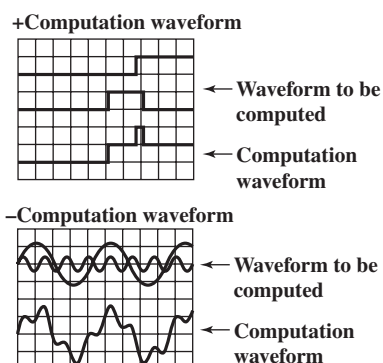 +Computation waveform
Waveform to be
computed
Computation
waveform
–Computation waveform
Waveform to be
computed
Computation
waveform